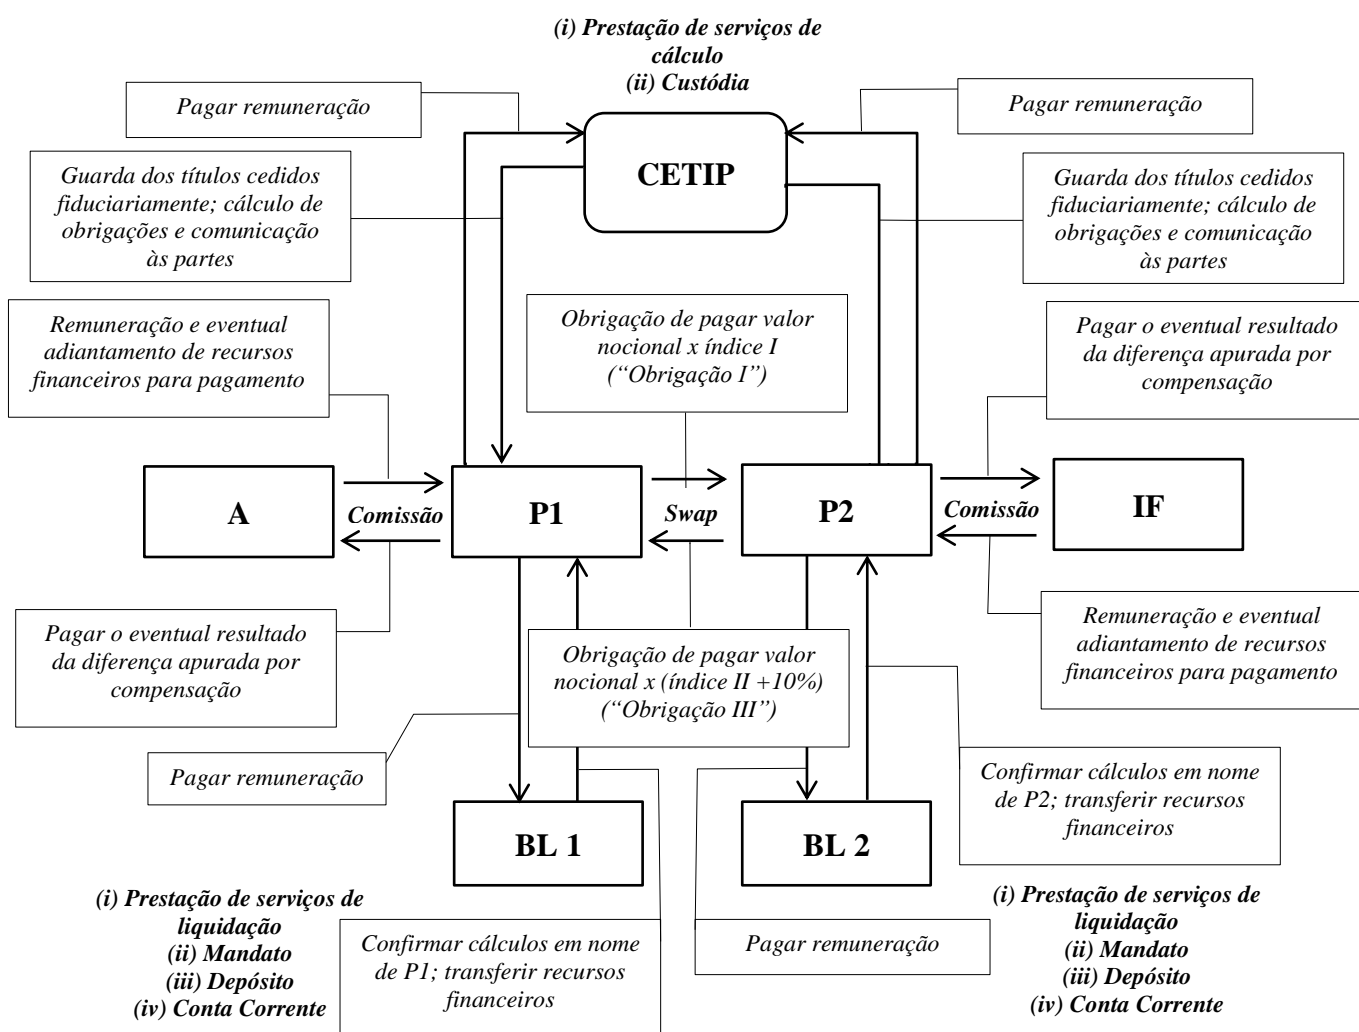 (i) Prestação de serviços de
cálculo
(ii) Custódia
Pagar remuneração
Pagar remuneração
CETIP
Guarda dos títulos cedidos
fiduciariamente; cálculo de
obrigações e comunicação
às partes
Guarda dos títulos cedidos
fiduciariamente; cálculo de
obrigações e comunicação
às partes
Remuneração e eventual
adiantamento de recursos
financeiros para pagamento
Obrigação de pagar valor
nocional x índice I
(“Obrigação I”)
Pagar o eventual resultado
da diferença apurada por
compensação
A
Comissão
P1
Swap
P2
Comissão
IF
Pagar o eventual resultado
da diferença apurada por
compensação
Obrigação de pagar valor
nocional x (índice II +10%)
(“Obrigação III”)
Remuneração e eventual
adiantamento de recursos
financeiros para pagamento
Pagar remuneração
Confirmar cálculos em nome
de P2; transferir recursos
financeiros
BL 1
BL 2
(i) Prestação de serviços de
liquidação
(ii) Mandato
(iii) Depósito
(iv) Conta Corrente
Confirmar cálculos em nome
de P1; transferir recursos
financeiros
Pagar remuneração
(i) Prestação de serviços de
liquidação
(ii) Mandato
(iii) Depósito
(iv) Conta Corrente